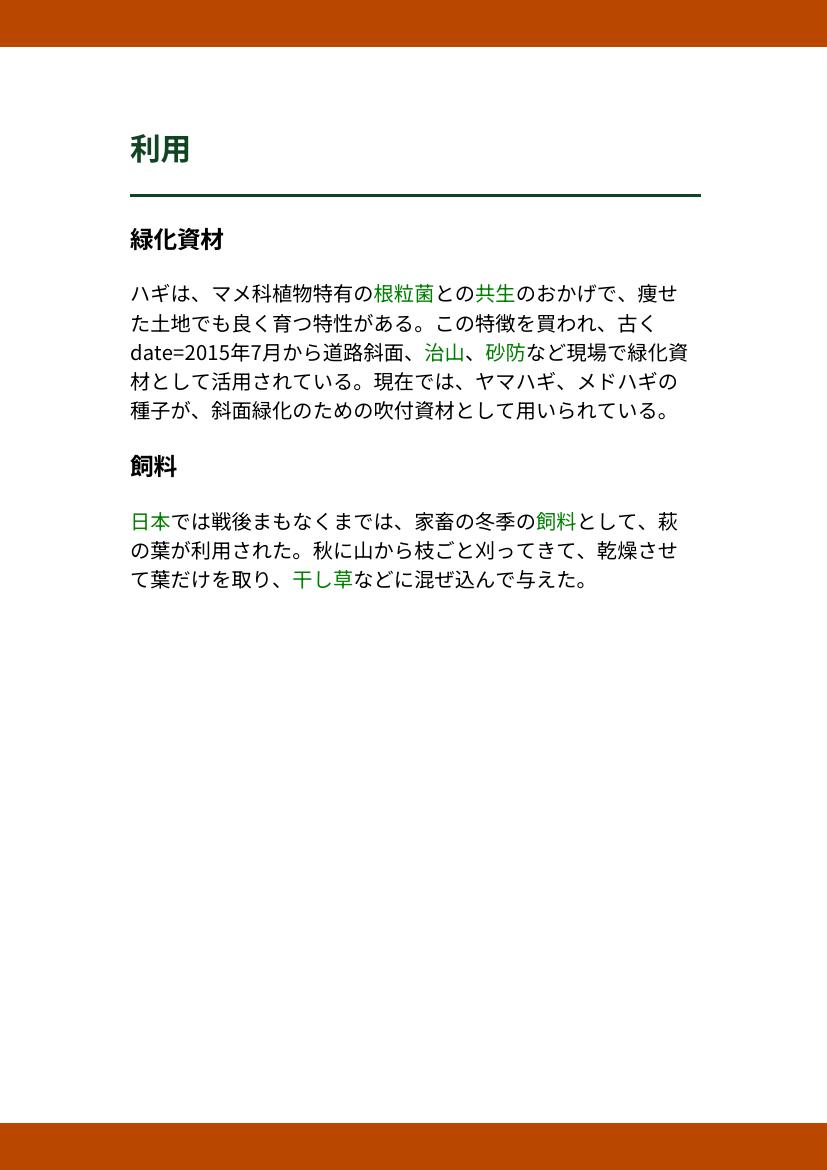 利用
緑化資材
ハギは、マメ科植物特有の根粒菌との共生のおかげで、痩せ
た土地でも良く育つ特性がある。この特徴を買われ、古く
date=2015年7月から道路斜面、治山、砂防など現場で緑化資
材として活用されている。現在では、ヤマハギ、メドハギの
種子が、斜面緑化のための吹付資材として用いられている。
飼料
日本では戦後まもなくまでは、家畜の冬季の飼料として、萩
の葉が利用された。秋に山から枝ごと刈ってきて、乾燥させ
て葉だけを取り、干し草などに混ぜ込んで与えた。